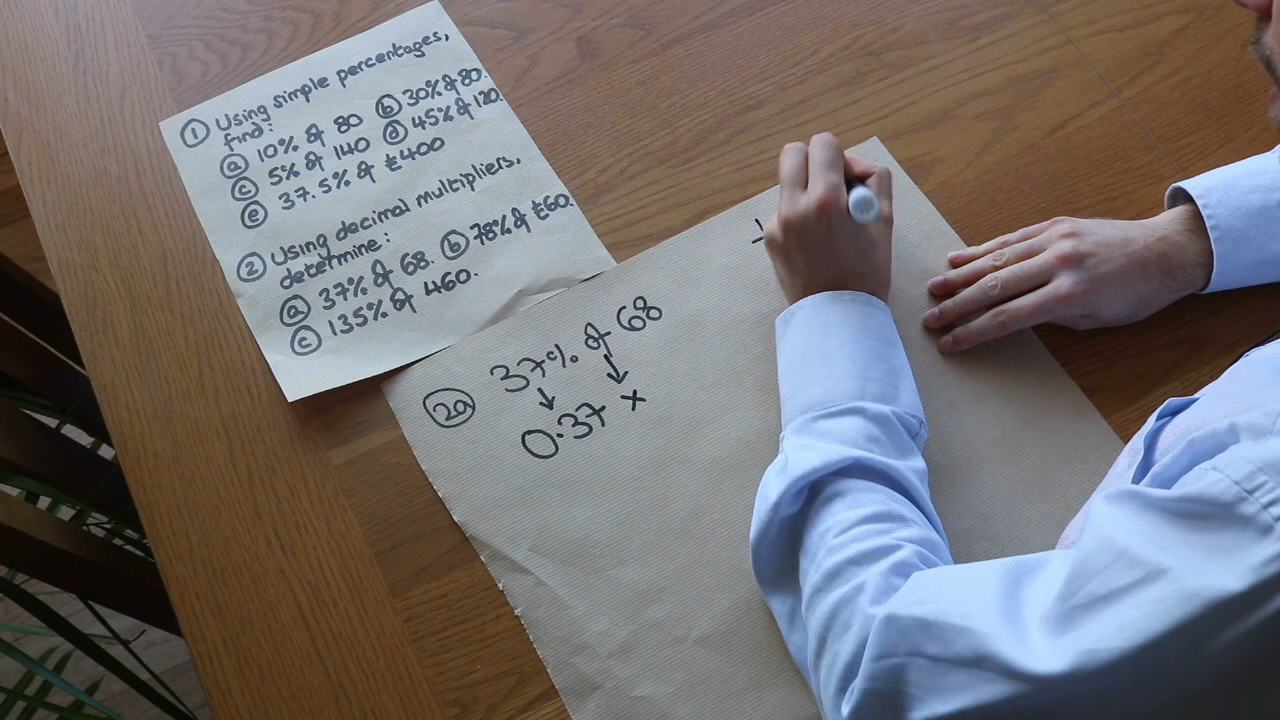 ① Using simple percentages,
find:
ⓐ 10% of 80 ⓑ 30% of 80.
ⓒ 5% of 140 ⓓ 45% of 120.
ⓔ 37.5% of £400
② Using decimal multipliers,
determine:
ⓐ 37% of 68. ⓑ 78% of £60.
ⓒ 135% of 460.
2a 37% of 68
↓ ↓
0.37 ×